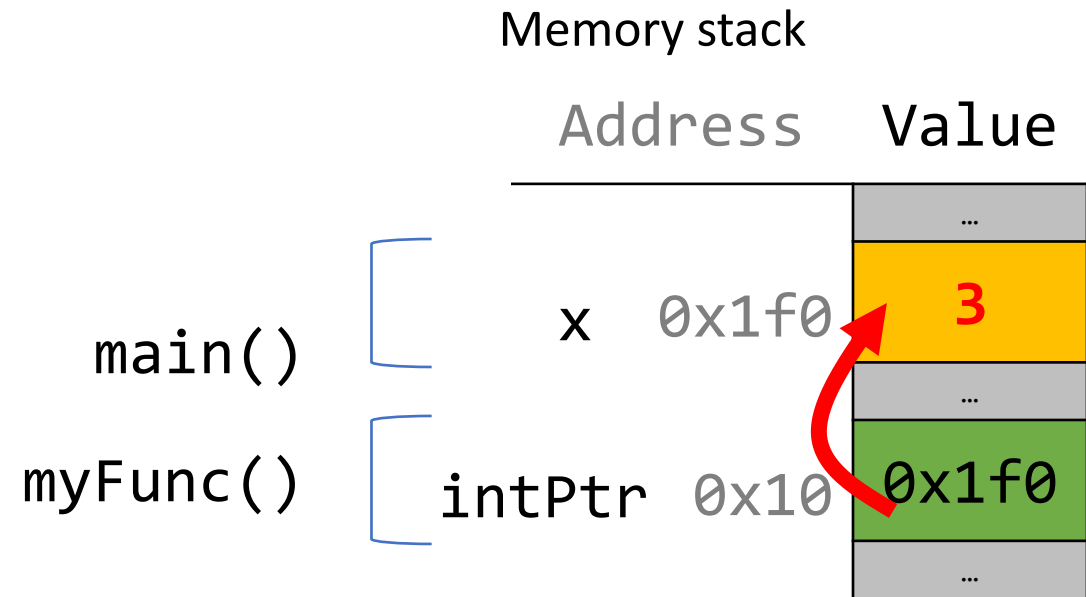 Memory stack
Address Value
…
main() x 0x1f0 3
…
myFunc() intPtr 0x10 0x1f0
…